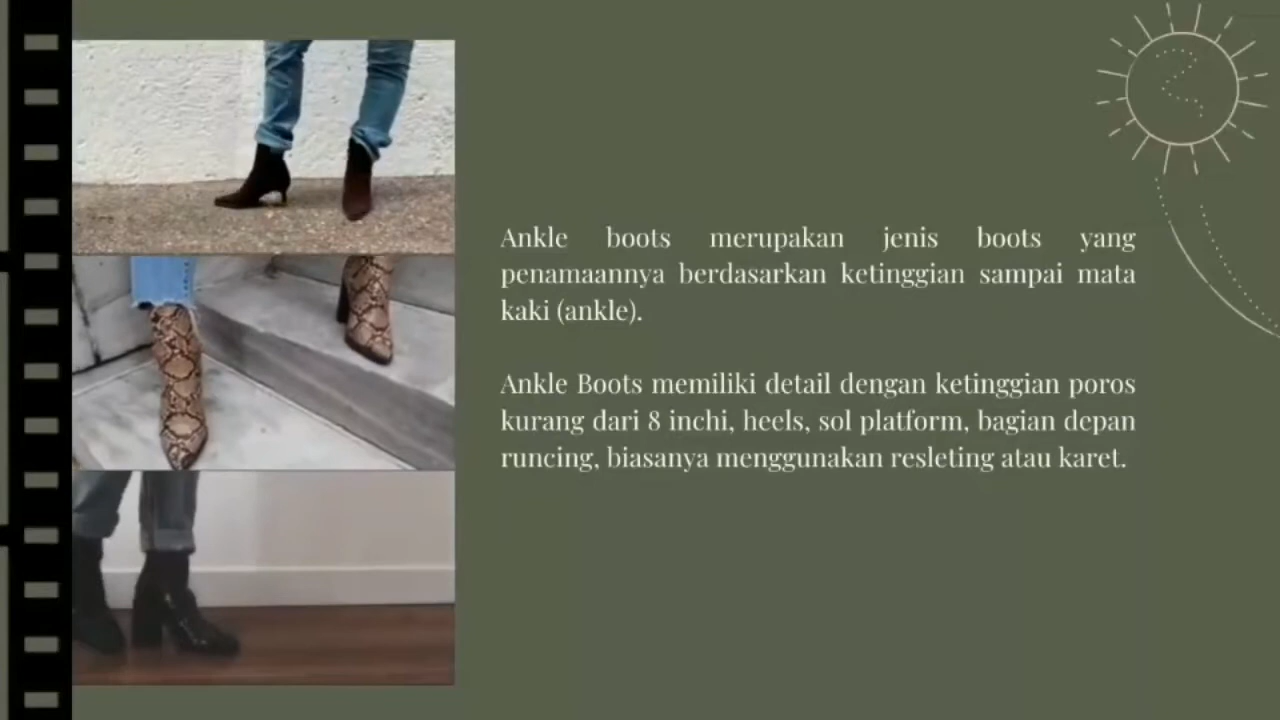 Ankle boots merupakan jenis boots yang
penamaannya berdasarkan ketinggian sampai mata
kaki (ankle).
Ankle Boots memiliki detail dengan ketinggian poros
kurang dari 8 inchi, heels, sol platform, bagian depan
runcing, biasanya menggunakan resleting atau karet.